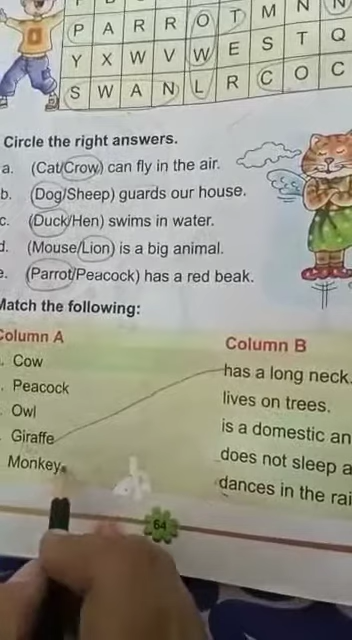 P A R R O T M N N
Y X W V W E S T Q
S W A N L R C O C
Circle the right answers.
a. (Cat/Crow) can fly in the air.
b. (Dog/Sheep) guards our house.
c. (Duck/Hen) swims in water.
d. (Mouse/Lion) is a big animal.
e. (Parrot/Peacock) has a red beak.
Match the following:
Column A
Column B
Cow
has a long neck.
Peacock
lives on trees.
Owl
is a domestic an
Giraffe
does not sleep a
Monkey
dances in the rai
64